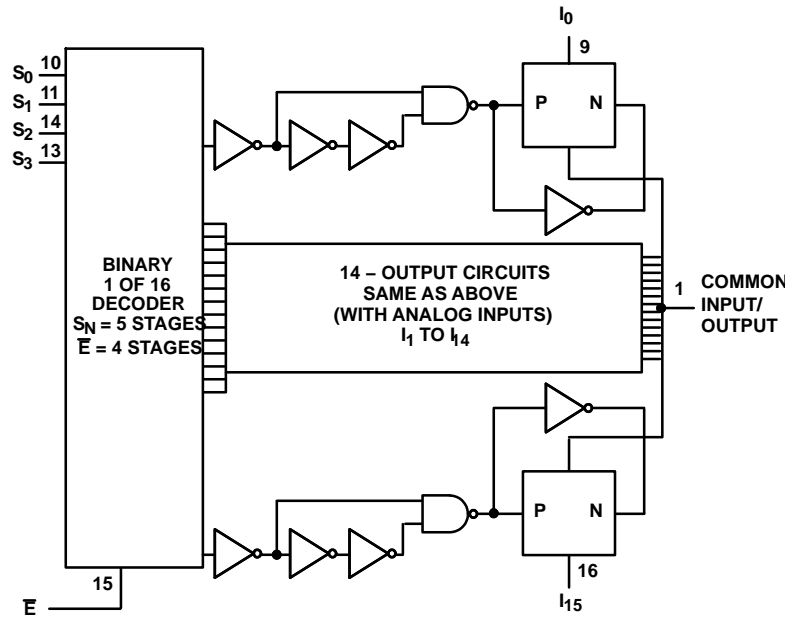 I0
9
P N
S0 10
S1 11
S2 14
S3 13
BINARY
1 OF 16
DECODER
SN = 5 STAGES
E̅ = 4 STAGES
14 – OUTPUT CIRCUITS
SAME AS ABOVE
(WITH ANALOG INPUTS)
I1 TO I14
1
COMMON
INPUT/
OUTPUT
P N
15
E̅
16
I15